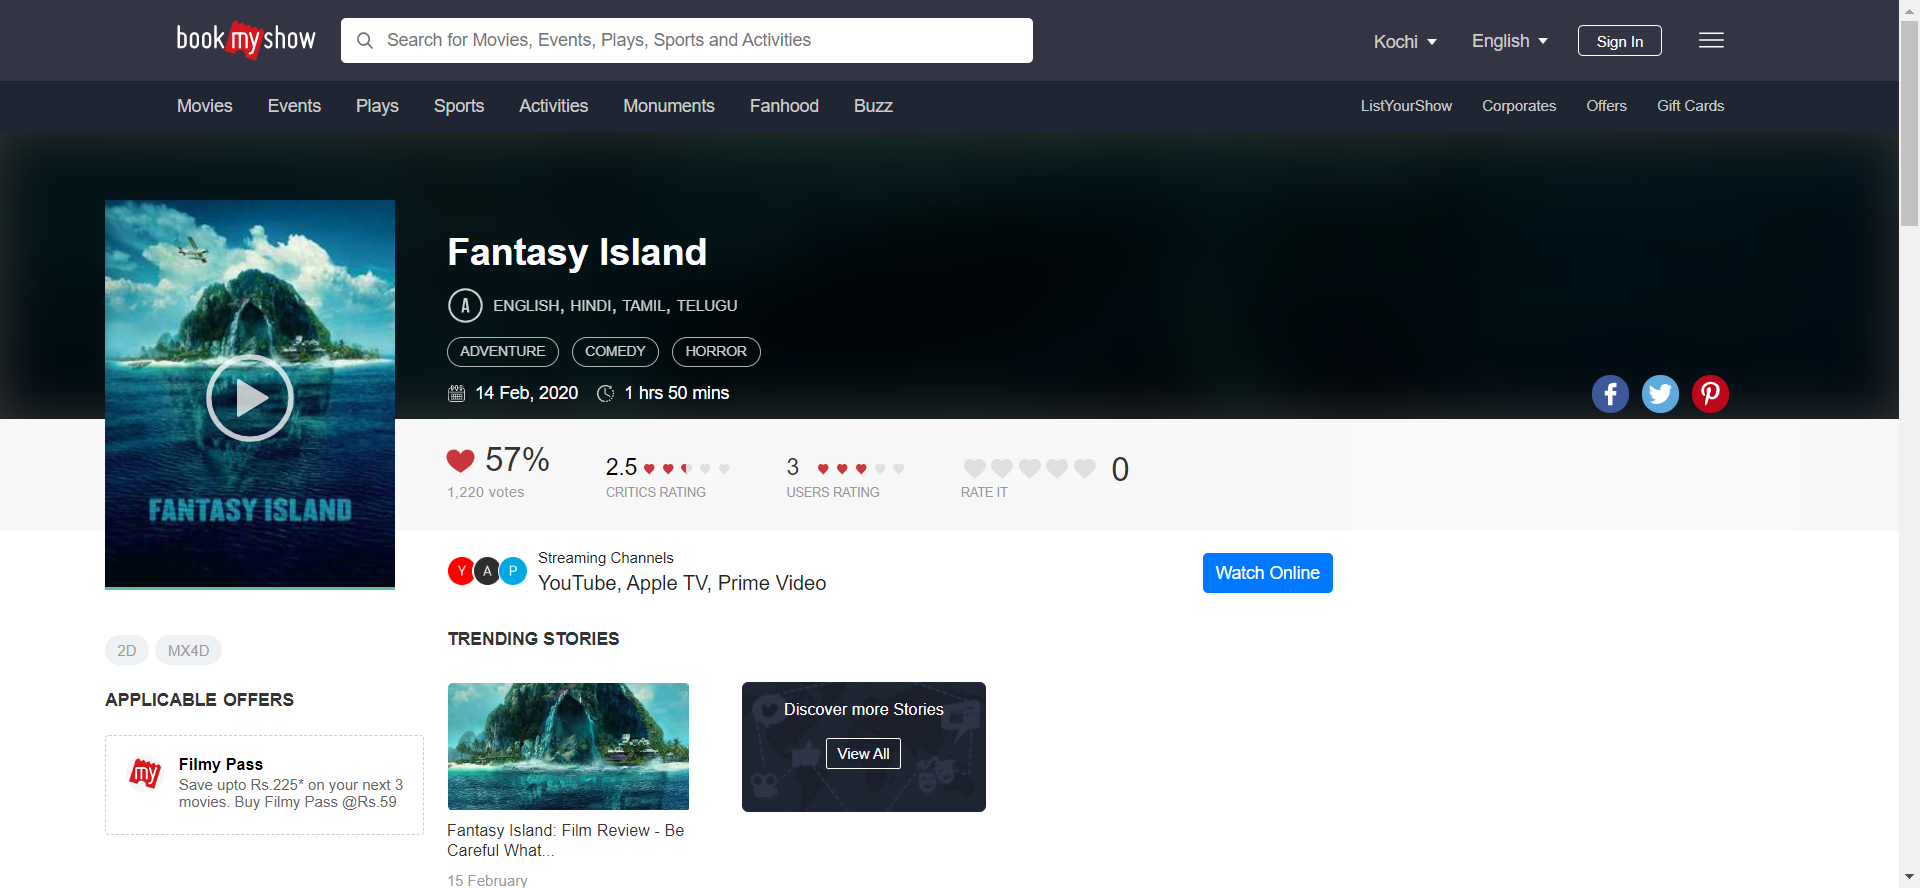 bookmyshow
Search for Movies, Events, Plays, Sports and Activities
Kochi
English
Sign In
Movies
Events
Plays
Sports
Activities
Monuments
Fanhood
Buzz
ListYourShow
Corporates
Offers
Gift Cards
FANTASY ISLAND
Fantasy Island
A
ENGLISH, HINDI, TAMIL, TELUGU
ADVENTURE
COMEDY
HORROR
14 Feb, 2020
1 hrs 50 mins
57%
1,220 votes
2.5
CRITICS RATING
3
USERS RATING
RATE IT
0
Y A P
Streaming Channels
YouTube, Apple TV, Prime Video
Watch Online
2D
MX4D
APPLICABLE OFFERS
my
Filmy Pass
Save upto Rs.225* on your next 3
movies. Buy Filmy Pass @Rs.59
TRENDING STORIES
Fantasy Island: Film Review - Be
Careful What...
15 February
Discover more Stories
View All